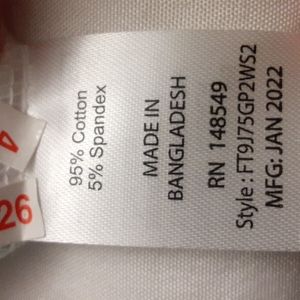 95% Cotton
5% Spandex
MADE IN
BANGLADESH
RN 148549
Style : FT9J75GP2WS2
MFG: JAN 2022
4
26